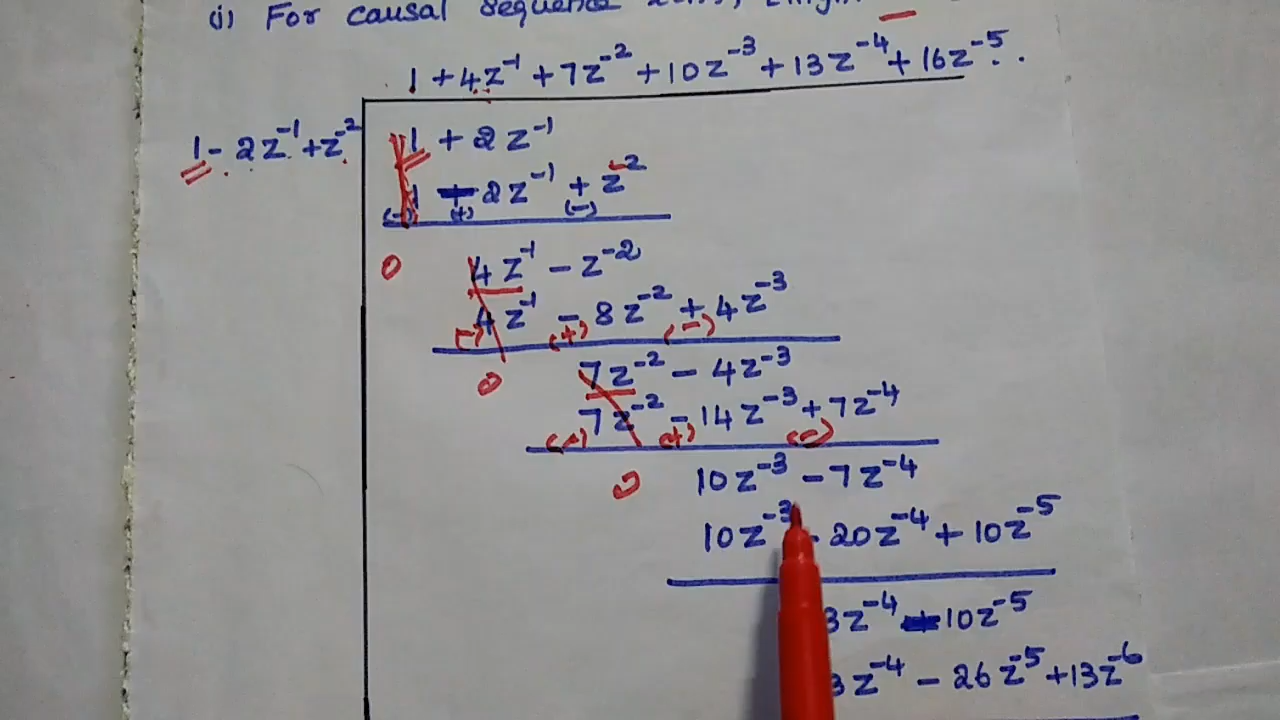 (i) For causal sequence
1 + 4z⁻¹ + 7z⁻² + 10z⁻³ + 13z⁻⁴ + 16z⁻⁵ . .
1 - 2z⁻¹ + z⁻² 1 + 2z⁻¹
1 - 2z⁻¹ + z⁻²
(-) (+) (-)
0 4z⁻¹ - z⁻²
4z⁻¹ - 8z⁻² + 4z⁻³
(-) (+) (-)
0 7z⁻² - 4z⁻³
7z⁻² - 14z⁻³ + 7z⁻⁴
(-) (+) (-)
0 10z⁻³ - 7z⁻⁴
10z⁻³ - 20z⁻⁴ + 10z⁻⁵
3z⁻⁴ - 10z⁻⁵
3z⁻⁴ - 26z⁻⁵ + 13z⁻⁶